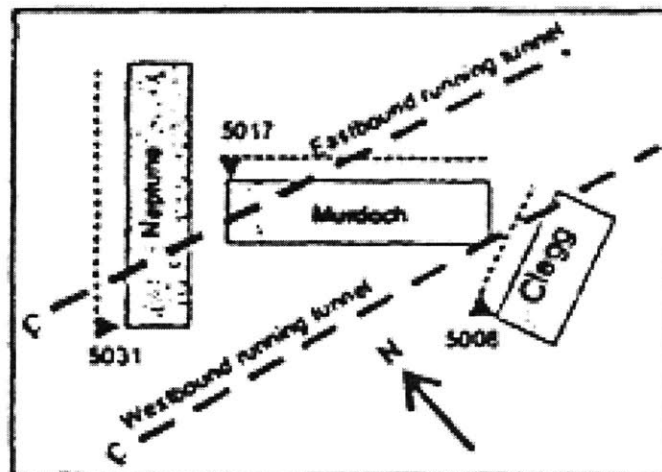 Eastbound running tunnel
5017
Neptune
Murdoch
Clegg
Westbound running tunnel
5031
5008
N
C
C